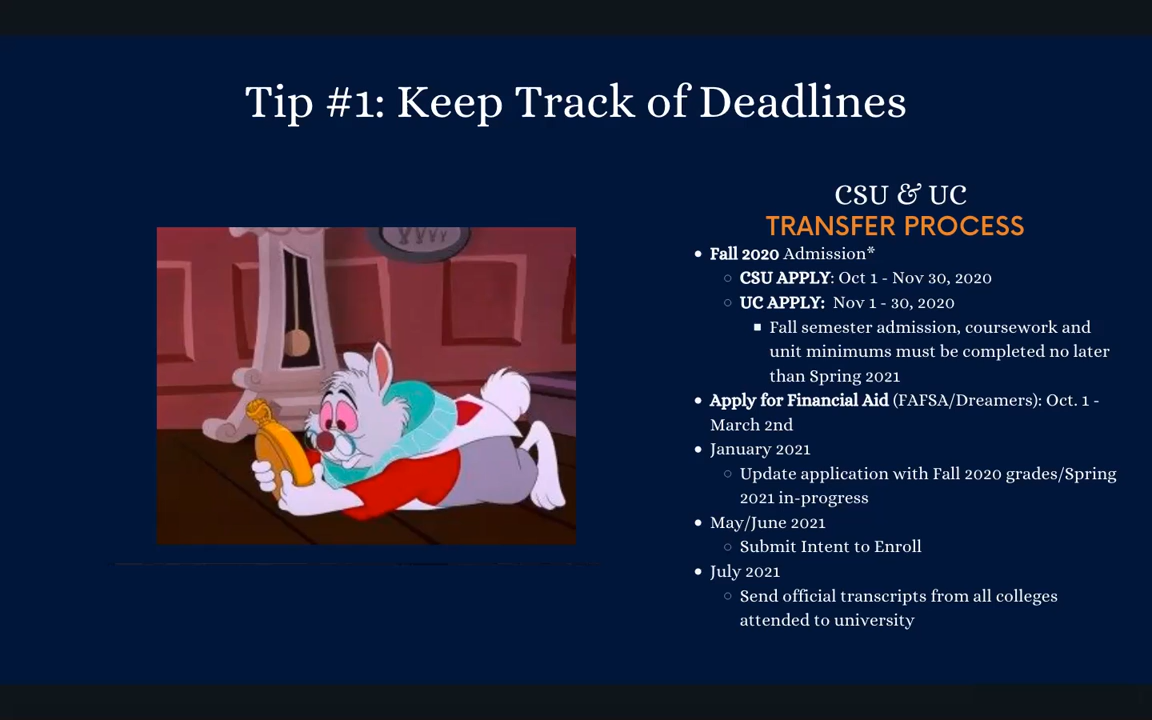 Tip #1: Keep Track of Deadlines
CSU & UC
TRANSFER PROCESS
• Fall 2020 Admission*
○ CSU APPLY: Oct 1 - Nov 30, 2020
○ UC APPLY: Nov 1 - 30, 2020
■ Fall semester admission, coursework and
unit minimums must be completed no later
than Spring 2021
• Apply for Financial Aid (FAFSA/Dreamers): Oct. 1 -
March 2nd
• January 2021
○ Update application with Fall 2020 grades/Spring
2021 in-progress
• May/June 2021
○ Submit Intent to Enroll
• July 2021
○ Send official transcripts from all colleges
attended to university